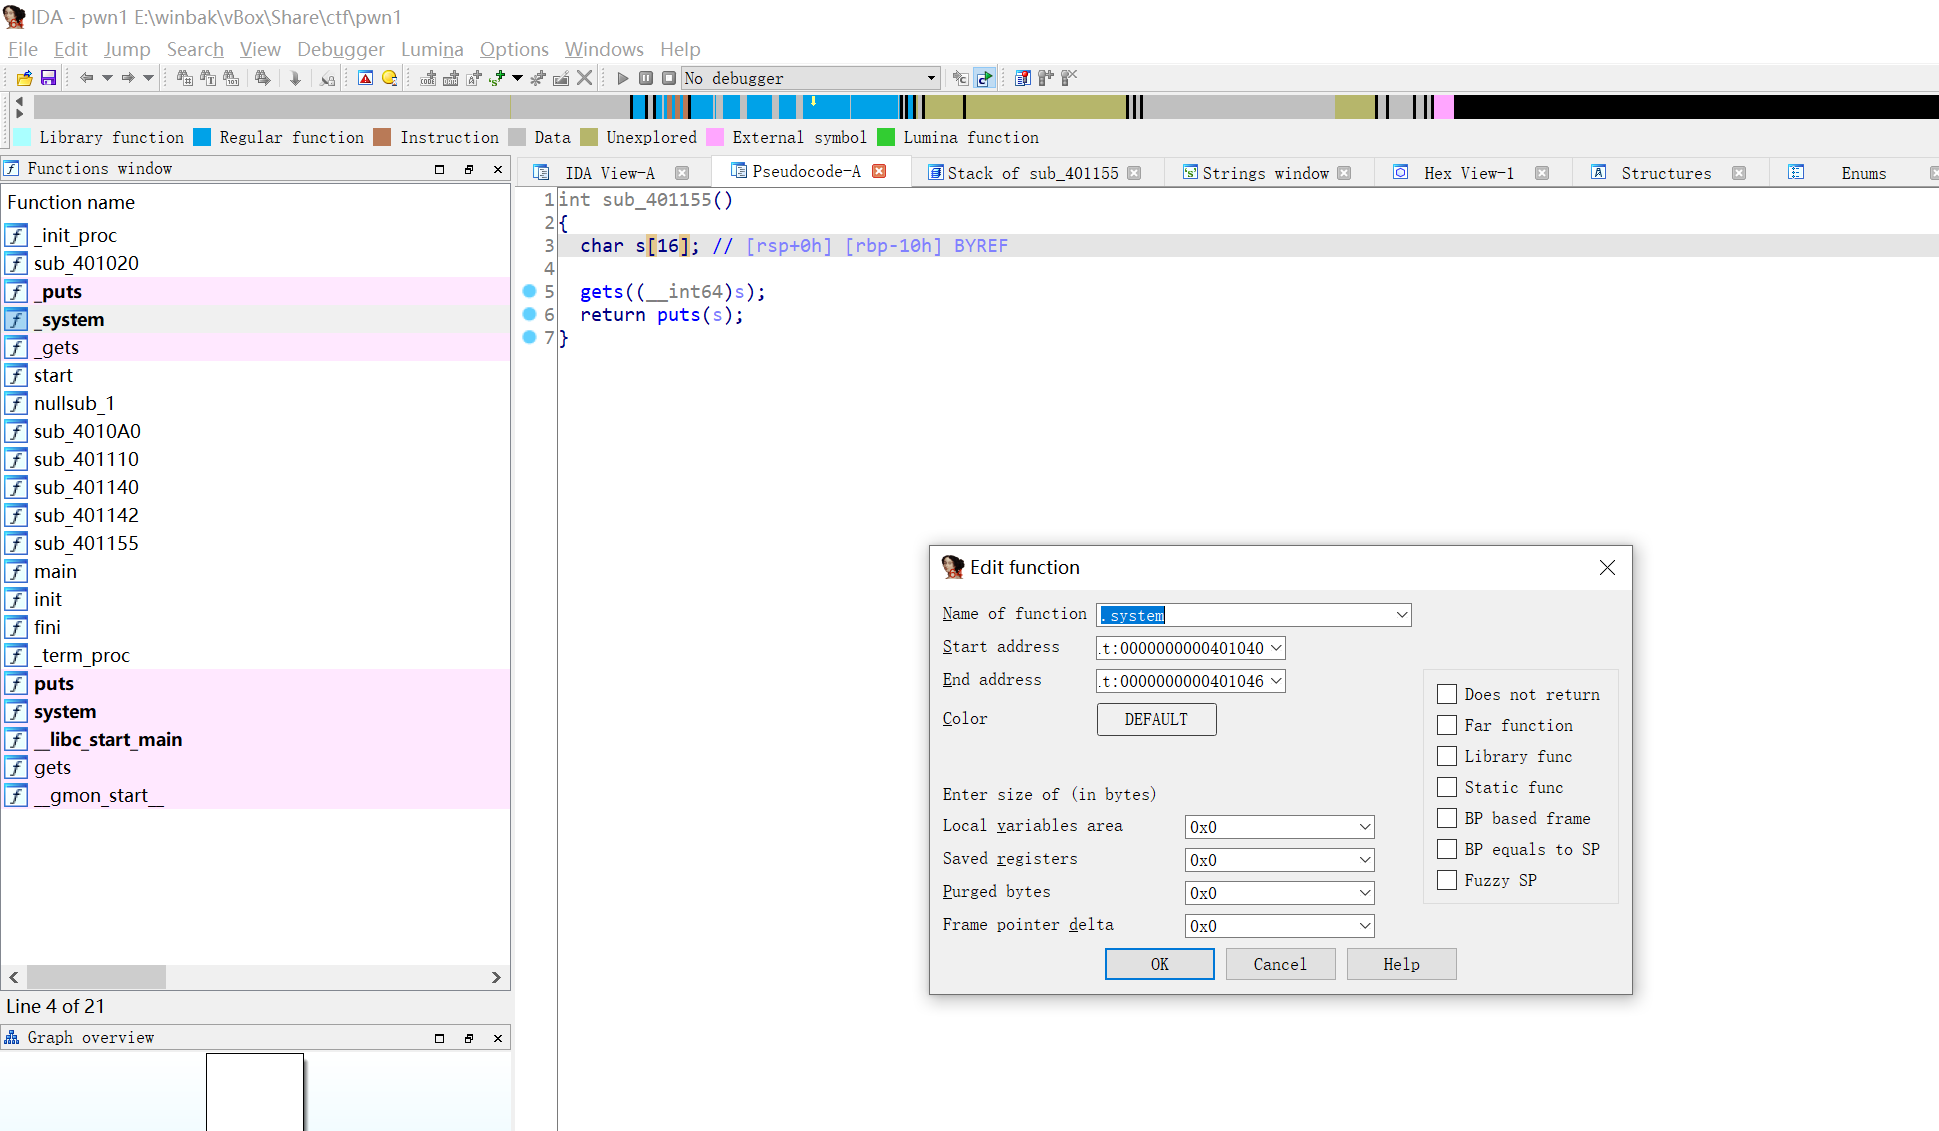 IDA - pwn1 E:\winbak\vBox\Share\ctf\pwn1
File Edit Jump Search View Debugger Lumina Options Windows Help
No debugger
Library function Regular function Instruction Data Unexplored External symbol Lumina function
Functions window
IDA View-A Pseudocode-A Stack of sub_401155 Strings window Hex View-1 Structures Enums
Function name
_init_proc
sub_401020
_puts
_system
_gets
start
nullsub_1
sub_4010A0
sub_401110
sub_401140
sub_401142
sub_401155
main
init
fini
_term_proc
puts
system
__libc_start_main
gets
__gmon_start__
Line 4 of 21
Graph overview
1 int sub_401155()
2 {
3 char s[16]; // [rsp+0h] [rbp-10h] BYREF
4
5 gets((__int64)s);
6 return puts(s);
7 }
Edit function
Name of function .system
Start address .t:0000000000401040
End address .t:0000000000401046
Color DEFAULT
Does not return
Far function
Library func
Static func
BP based frame
BP equals to SP
Fuzzy SP
Enter size of (in bytes)
Local variables area 0x0
Saved registers 0x0
Purged bytes 0x0
Frame pointer delta 0x0
OK Cancel Help